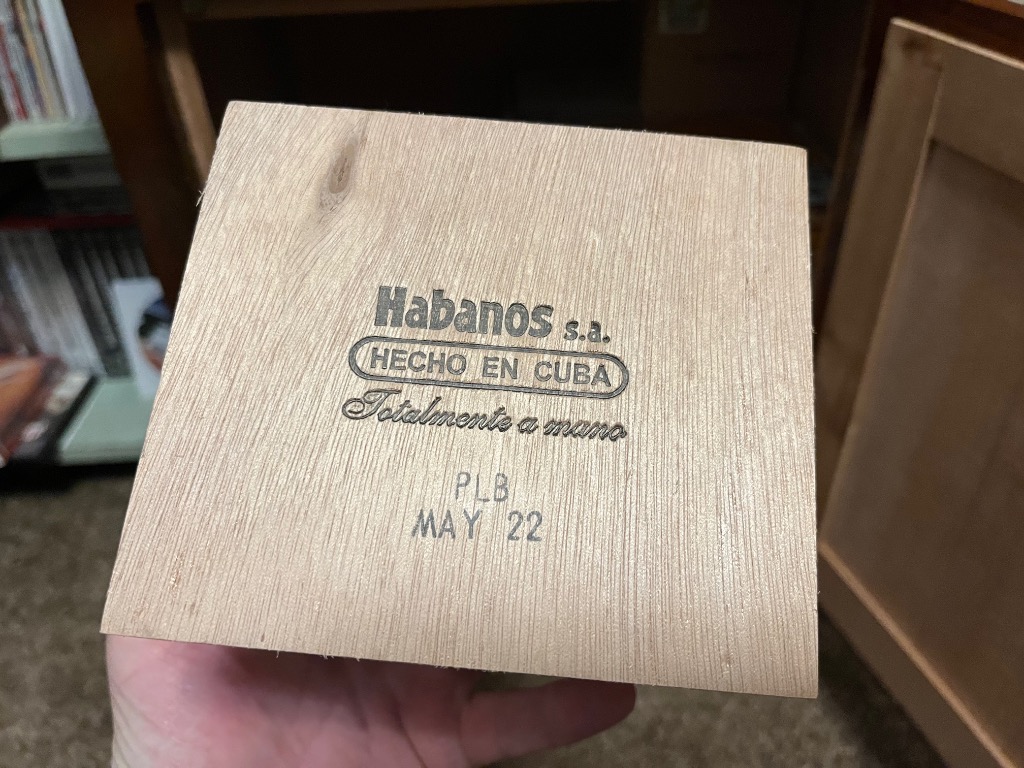 Habanos s.a.
HECHO EN CUBA
Totalmente a mano
PLB
MAY 22